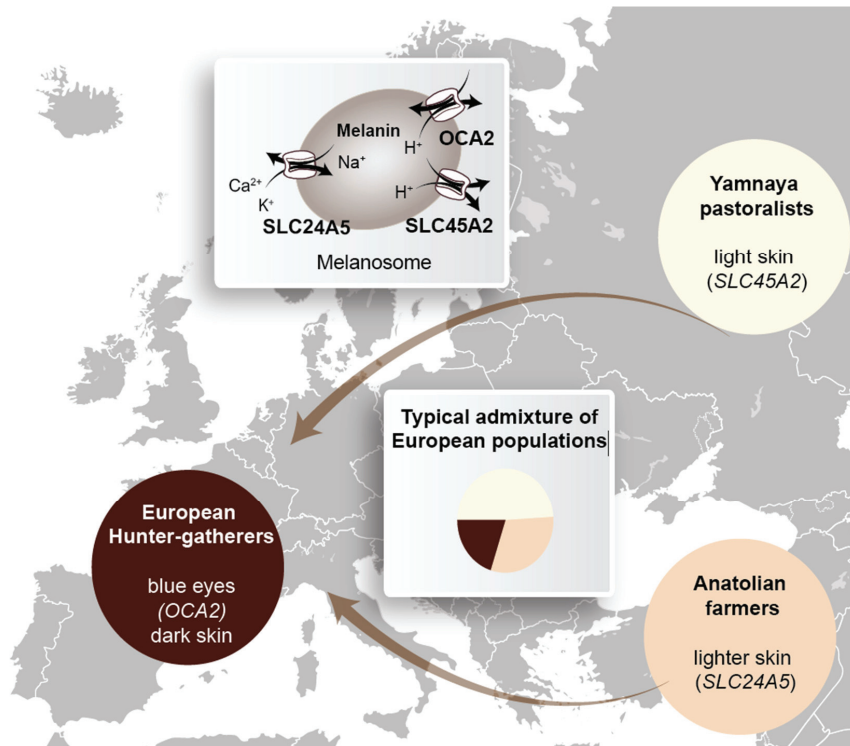 Melanin
OCA2
H⁺
Na⁺
H⁺
Ca²⁺
K⁺
SLC24A5
SLC45A2
Melanosome
Yamnaya
pastoralists
light skin
(SLC45A2)
Typical admixture of
European populations
European
Hunter-gatherers
blue eyes
(OCA2)
dark skin
Anatolian
farmers
lighter skin
(SLC24A5)